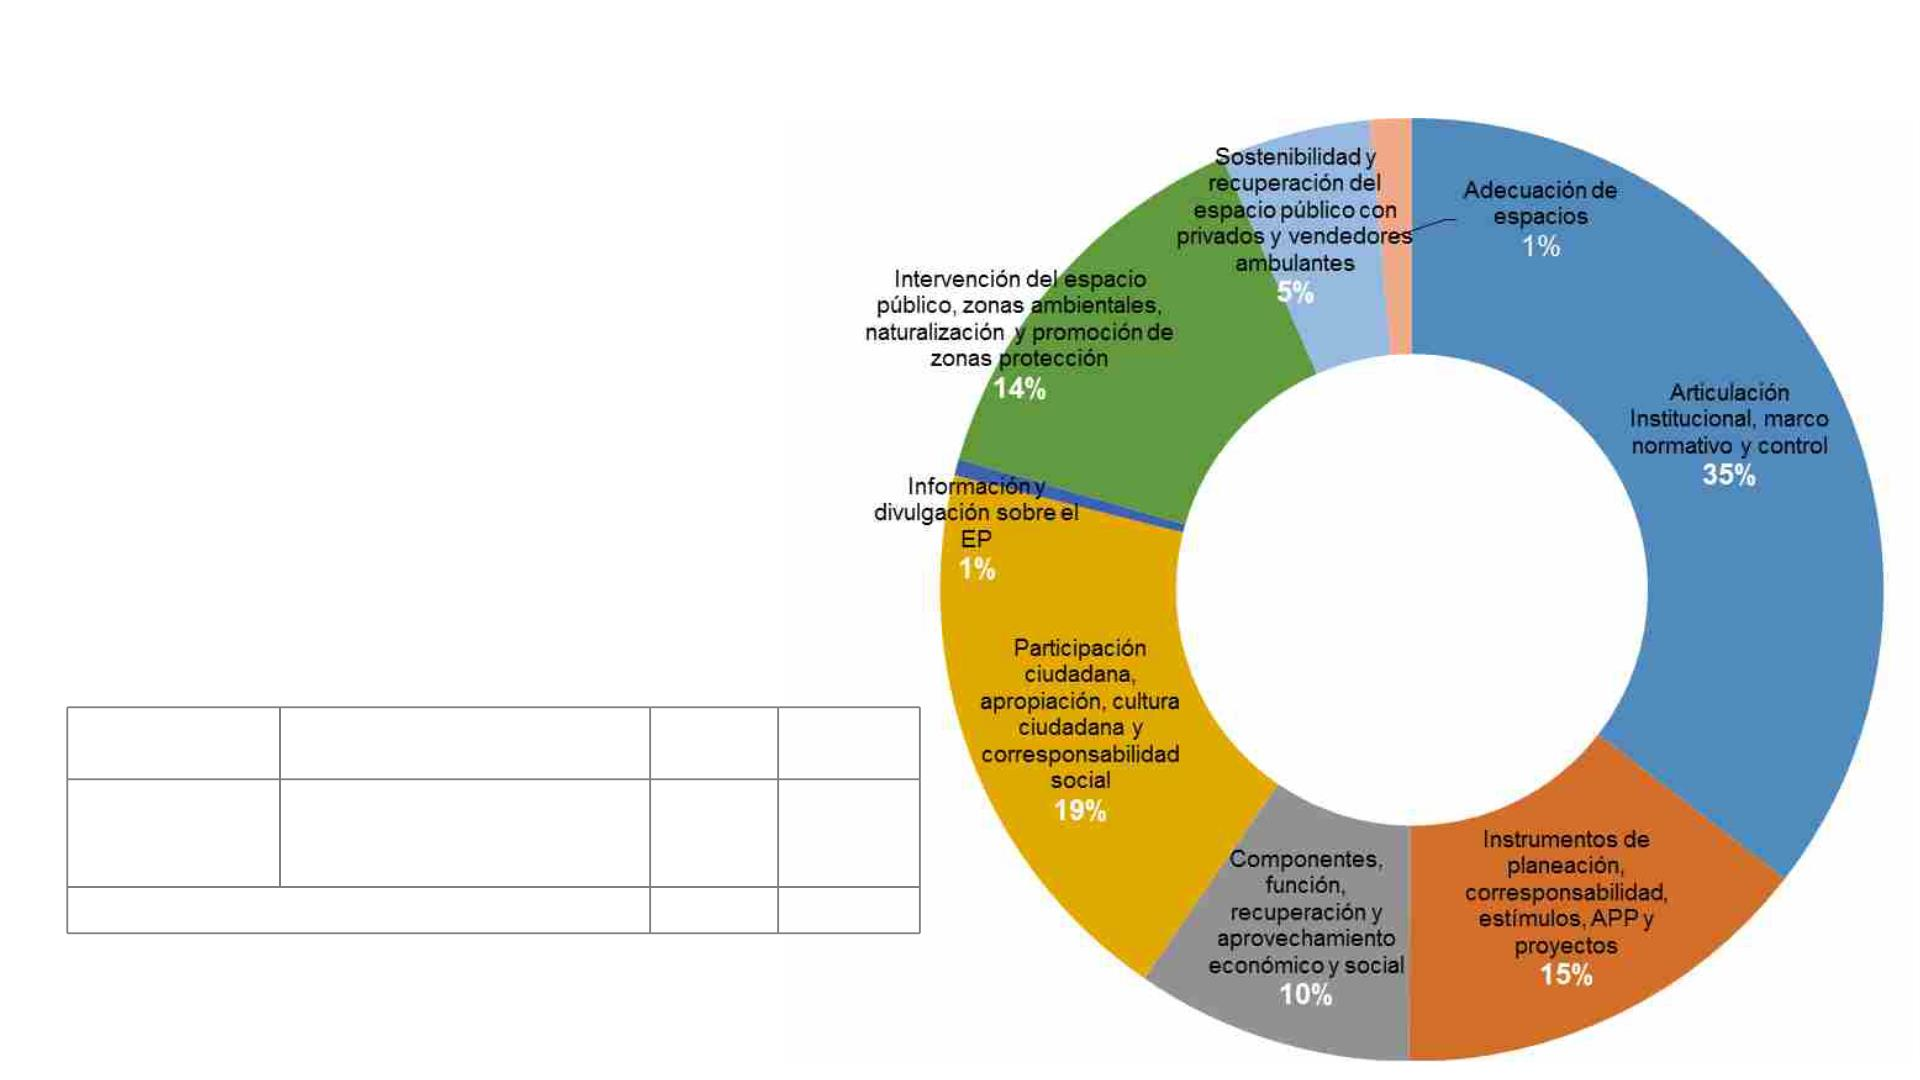 Sostenibilidad y
recuperación del
espacio público con
privados y vendedores
ambulantes
5%
Adecuación de
espacios
1%
Intervención del espacio
público, zonas ambientales,
naturalización y promoción de
zonas protección
14%
Articulación
Institucional, marco
normativo y control
35%
Información y
divulgación sobre el
EP
1%
Participación
ciudadana,
apropiación, cultura
ciudadana y
corresponsabilidad
social
19%
Componentes,
función,
recuperación y
aprovechamiento
económico y social
10%
Instrumentos de
planeación,
corresponsabilidad,
estímulos, APP y
proyectos
15%